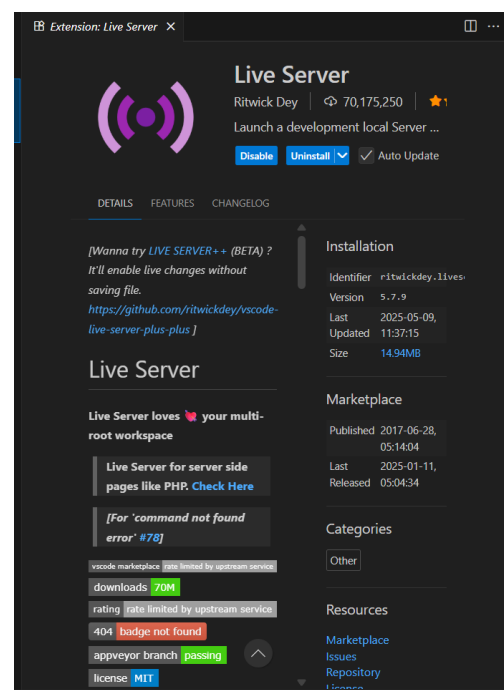 Extension: Live Server
Live Server
Ritwick Dey
70,175,250
Launch a development local Server ...
Disable
Uninstall
Auto Update
DETAILS
FEATURES
CHANGELOG
[Wanna try LIVE SERVER++ (BETA) ?
It'll enable live changes without
saving file.
https://github.com/ritwickdey/vscode-
live-server-plus-plus ]
Live Server
Live Server loves 💘 your multi-
root workspace
Live Server for server side
pages like PHP. Check Here
[For 'command not found
error' #78]
vscode marketplace rate limited by upstream service
downloads 70M
rating rate limited by upstream service
404 badge not found
appveyor branch passing
license MIT
Installation
Identifier ritwickdey.lives
Version 5.7.9
Last 2025-05-09,
Updated 11:37:15
Size 14.94MB
Marketplace
Published 2017-06-28,
05:14:04
Last 2025-01-11,
Released 05:04:34
Categories
Other
Resources
Marketplace
Issues
Repository
License